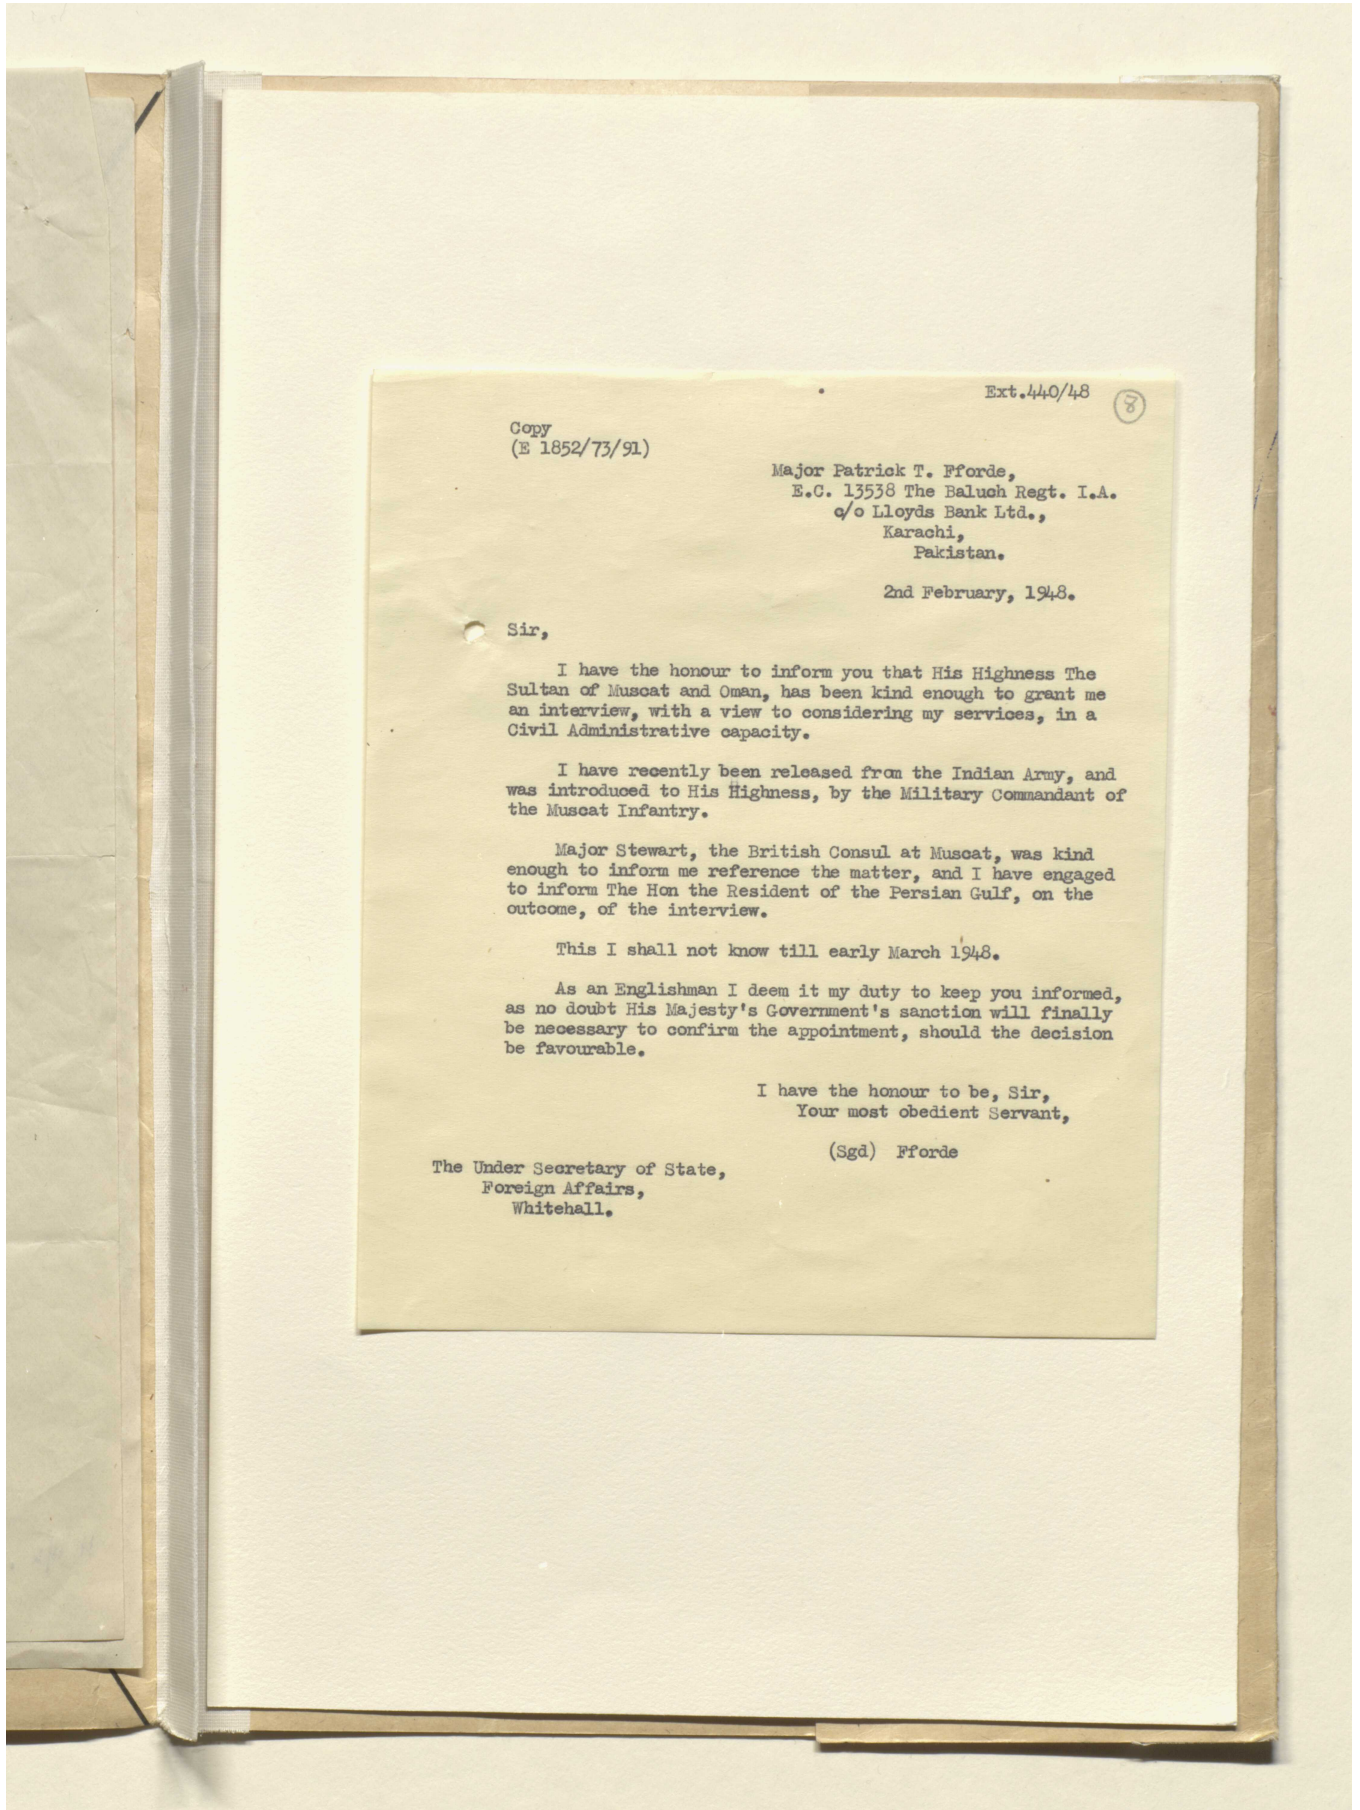 Ext.440/48
8
Copy
(E 1852/73/91)
Major Patrick T. Fforde,
E.C. 13538 The Baluch Regt. I.A.
c/o Lloyds Bank Ltd.,
Karachi,
Pakistan.
2nd February, 1948.
Sir,
I have the honour to inform you that His Highness The
Sultan of Muscat and Oman, has been kind enough to grant me
an interview, with a view to considering my services, in a
Civil Administrative capacity.
I have recently been released from the Indian Army, and
was introduced to His Highness, by the Military Commandant of
the Muscat Infantry.
Major Stewart, the British Consul at Muscat, was kind
enough to inform me reference the matter, and I have engaged
to inform The Hon the Resident of the Persian Gulf, on the
outcome, of the interview.
This I shall not know till early March 1948.
As an Englishman I deem it my duty to keep you informed,
as no doubt His Majesty's Government's sanction will finally
be necessary to confirm the appointment, should the decision
be favourable.
I have the honour to be, Sir,
Your most obedient Servant,
(Sgd) Fforde
The Under Secretary of State,
Foreign Affairs,
Whitehall.